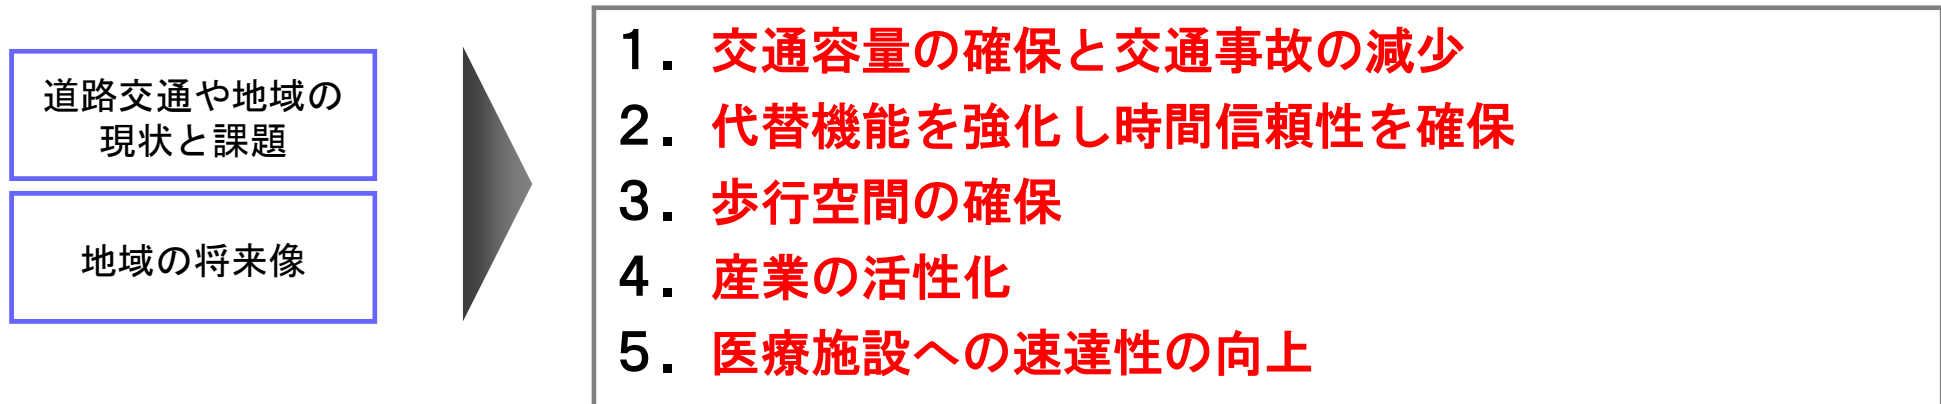 道路交通や地域の
現状と課題
地域の将来像
１．交通容量の確保と交通事故の減少
２．代替機能を強化し時間信頼性を確保
３．歩行空間の確保
４．産業の活性化
５．医療施設への速達性の向上